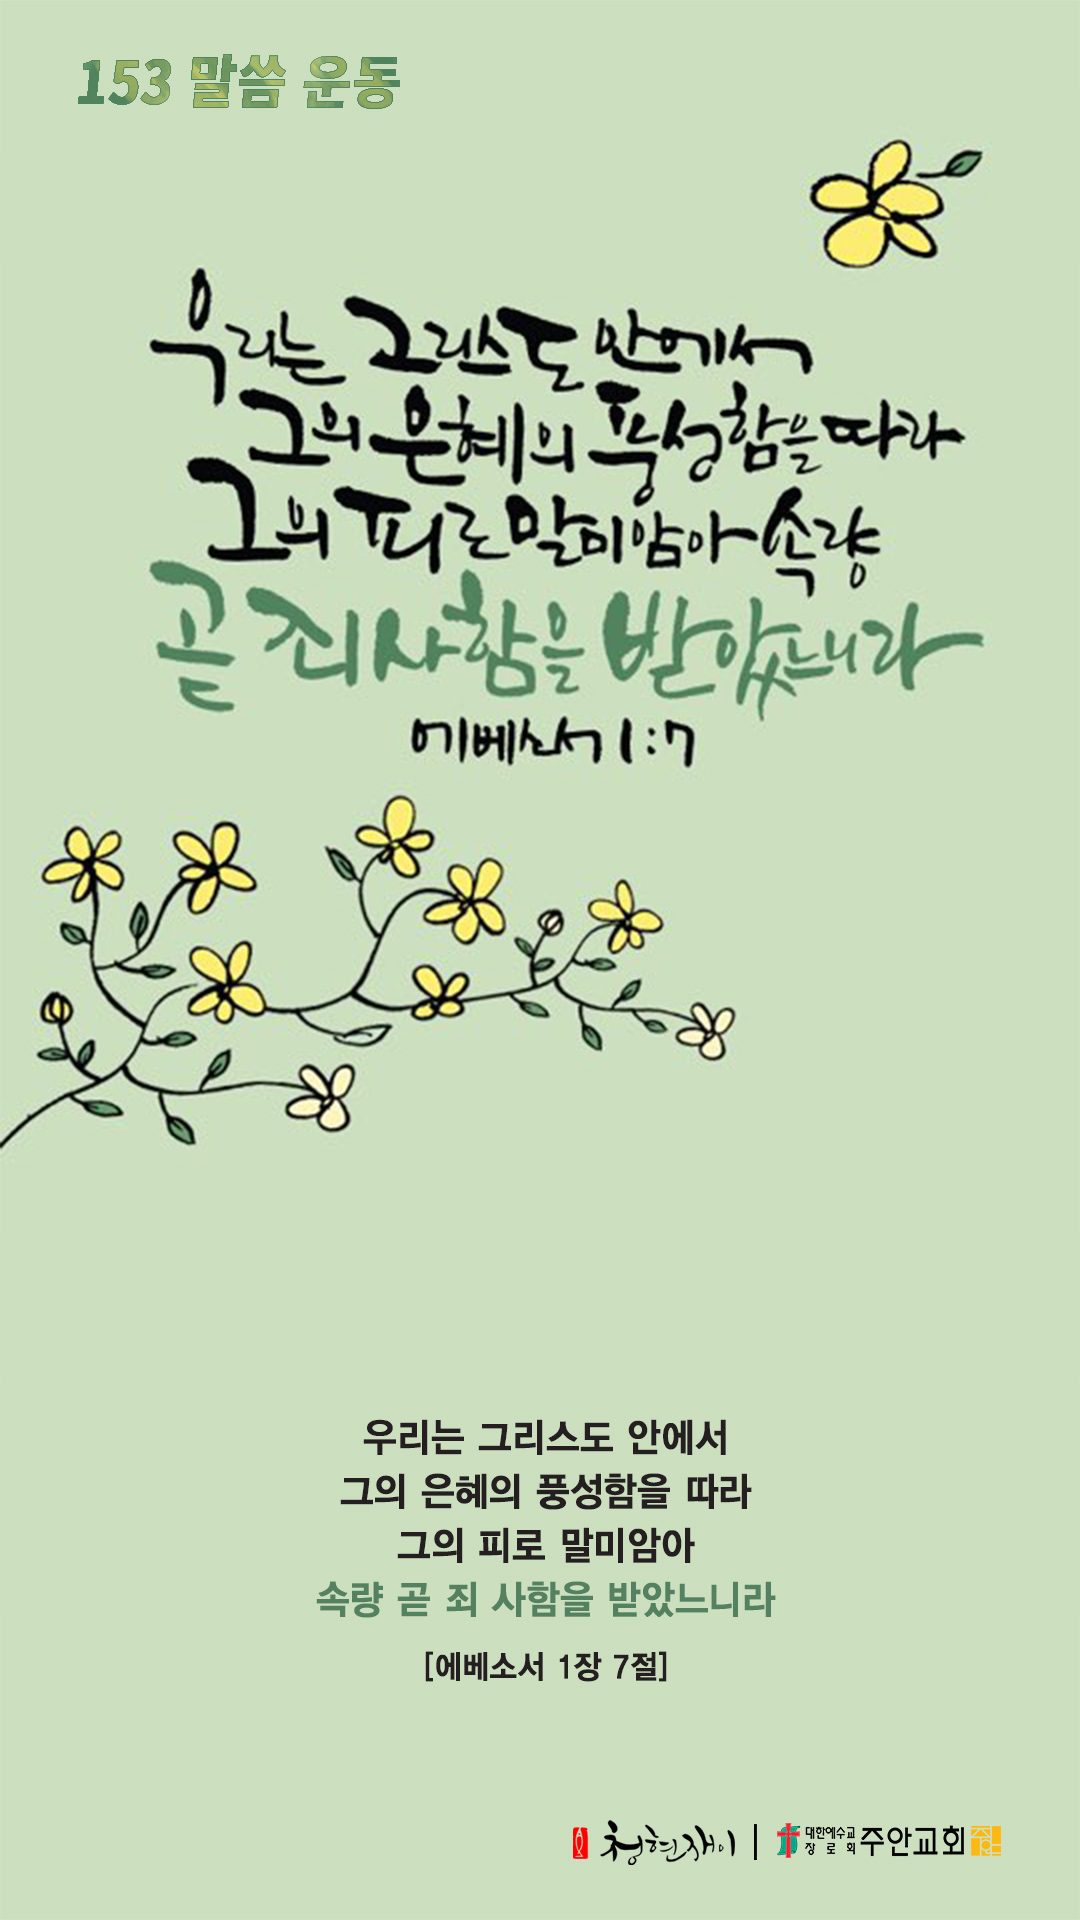 153 말씀 운동
우리는 그리스도 안에서
그의 은혜의 풍성함을 따라
그의 피로 말미암아 속량
곧 죄 사함을 받았느니라
에베소서 1:7
우리는 그리스도 안에서
그의 은혜의 풍성함을 따라
그의 피로 말미암아
속량 곧 죄 사함을 받았느니라
[에베소서 1장 7절]
청현재이 | 대한예수교 장로회 주안교회 주안